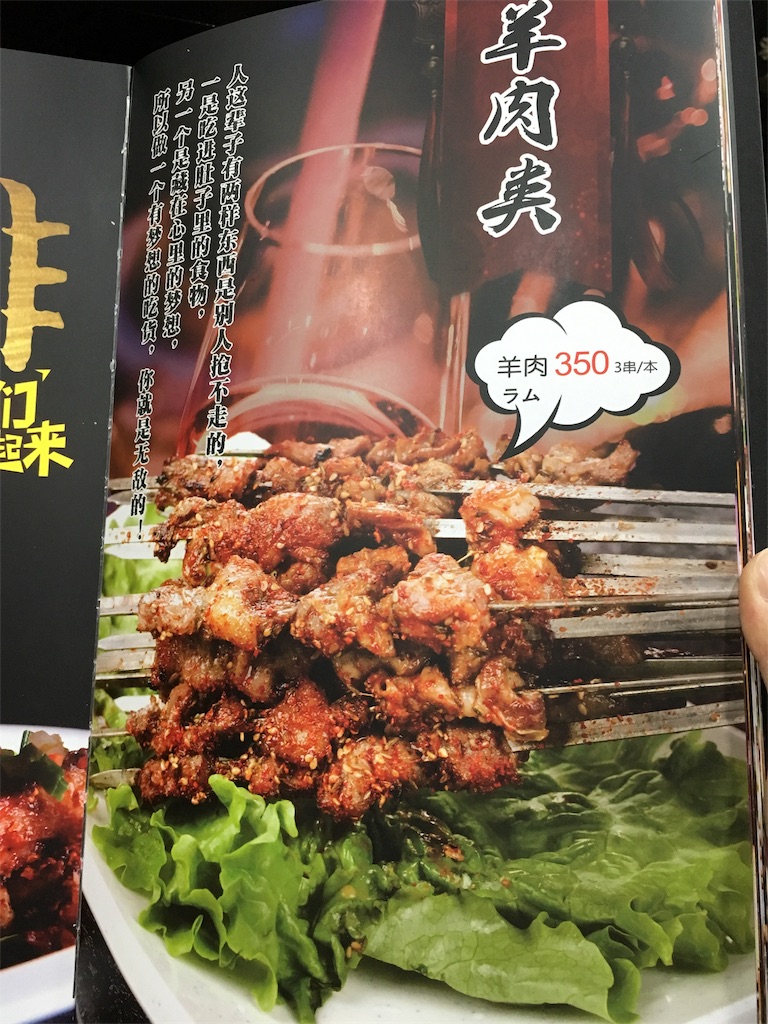 羊肉类
羊肉 350 3串/本
ラム
人这辈子有两样东西是别人抢不走的，
一是吃进肚子里的食物，
另一个是藏在心里的梦想，
所以做一个有梦想的吃货，你就是无敌的！
们
起来